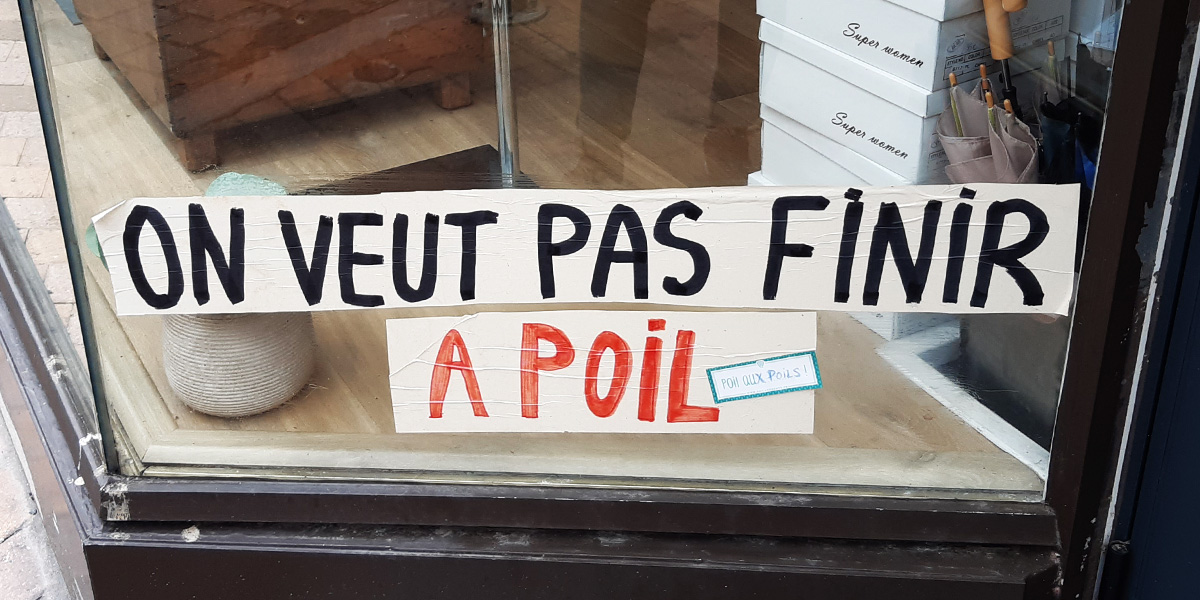 Super women
Super women
ON VEUT PAS FiNiR
A POiL
POil AUX POiLS !